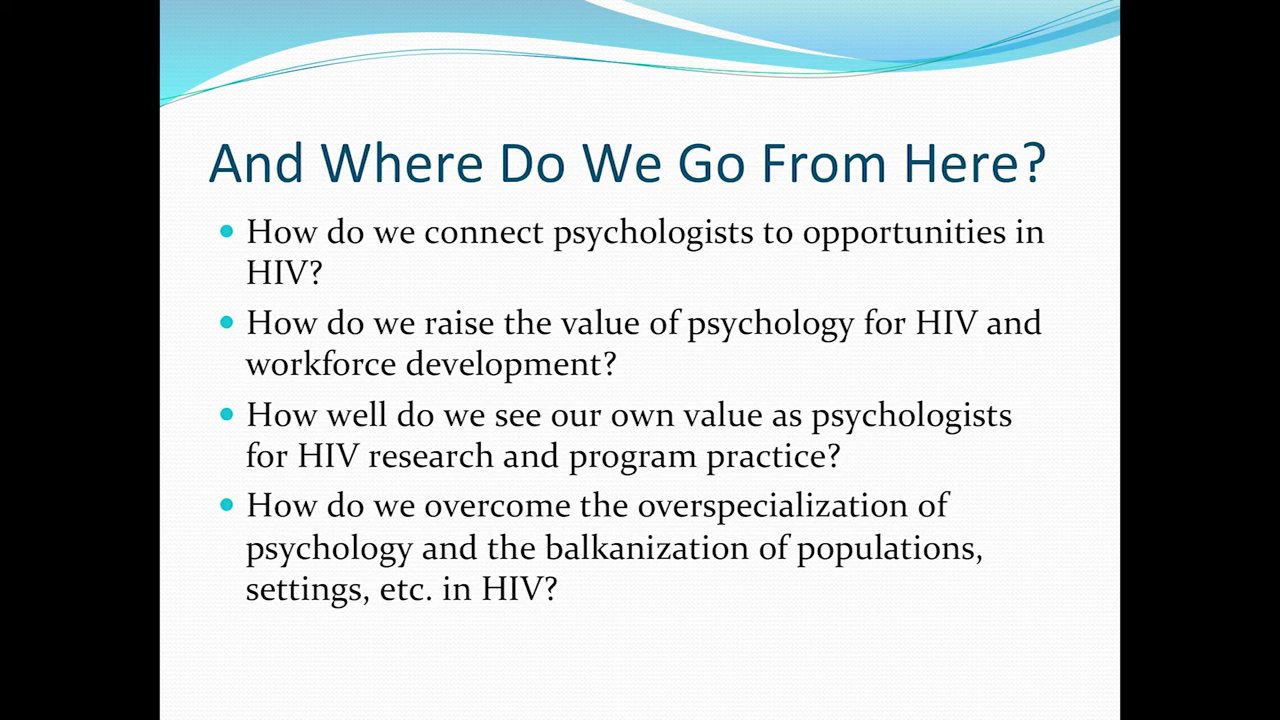 And Where Do We Go From Here?
How do we connect psychologists to opportunities in
HIV?
How do we raise the value of psychology for HIV and
workforce development?
How well do we see our own value as psychologists
for HIV research and program practice?
How do we overcome the overspecialization of
psychology and the balkanization of populations,
settings, etc. in HIV?